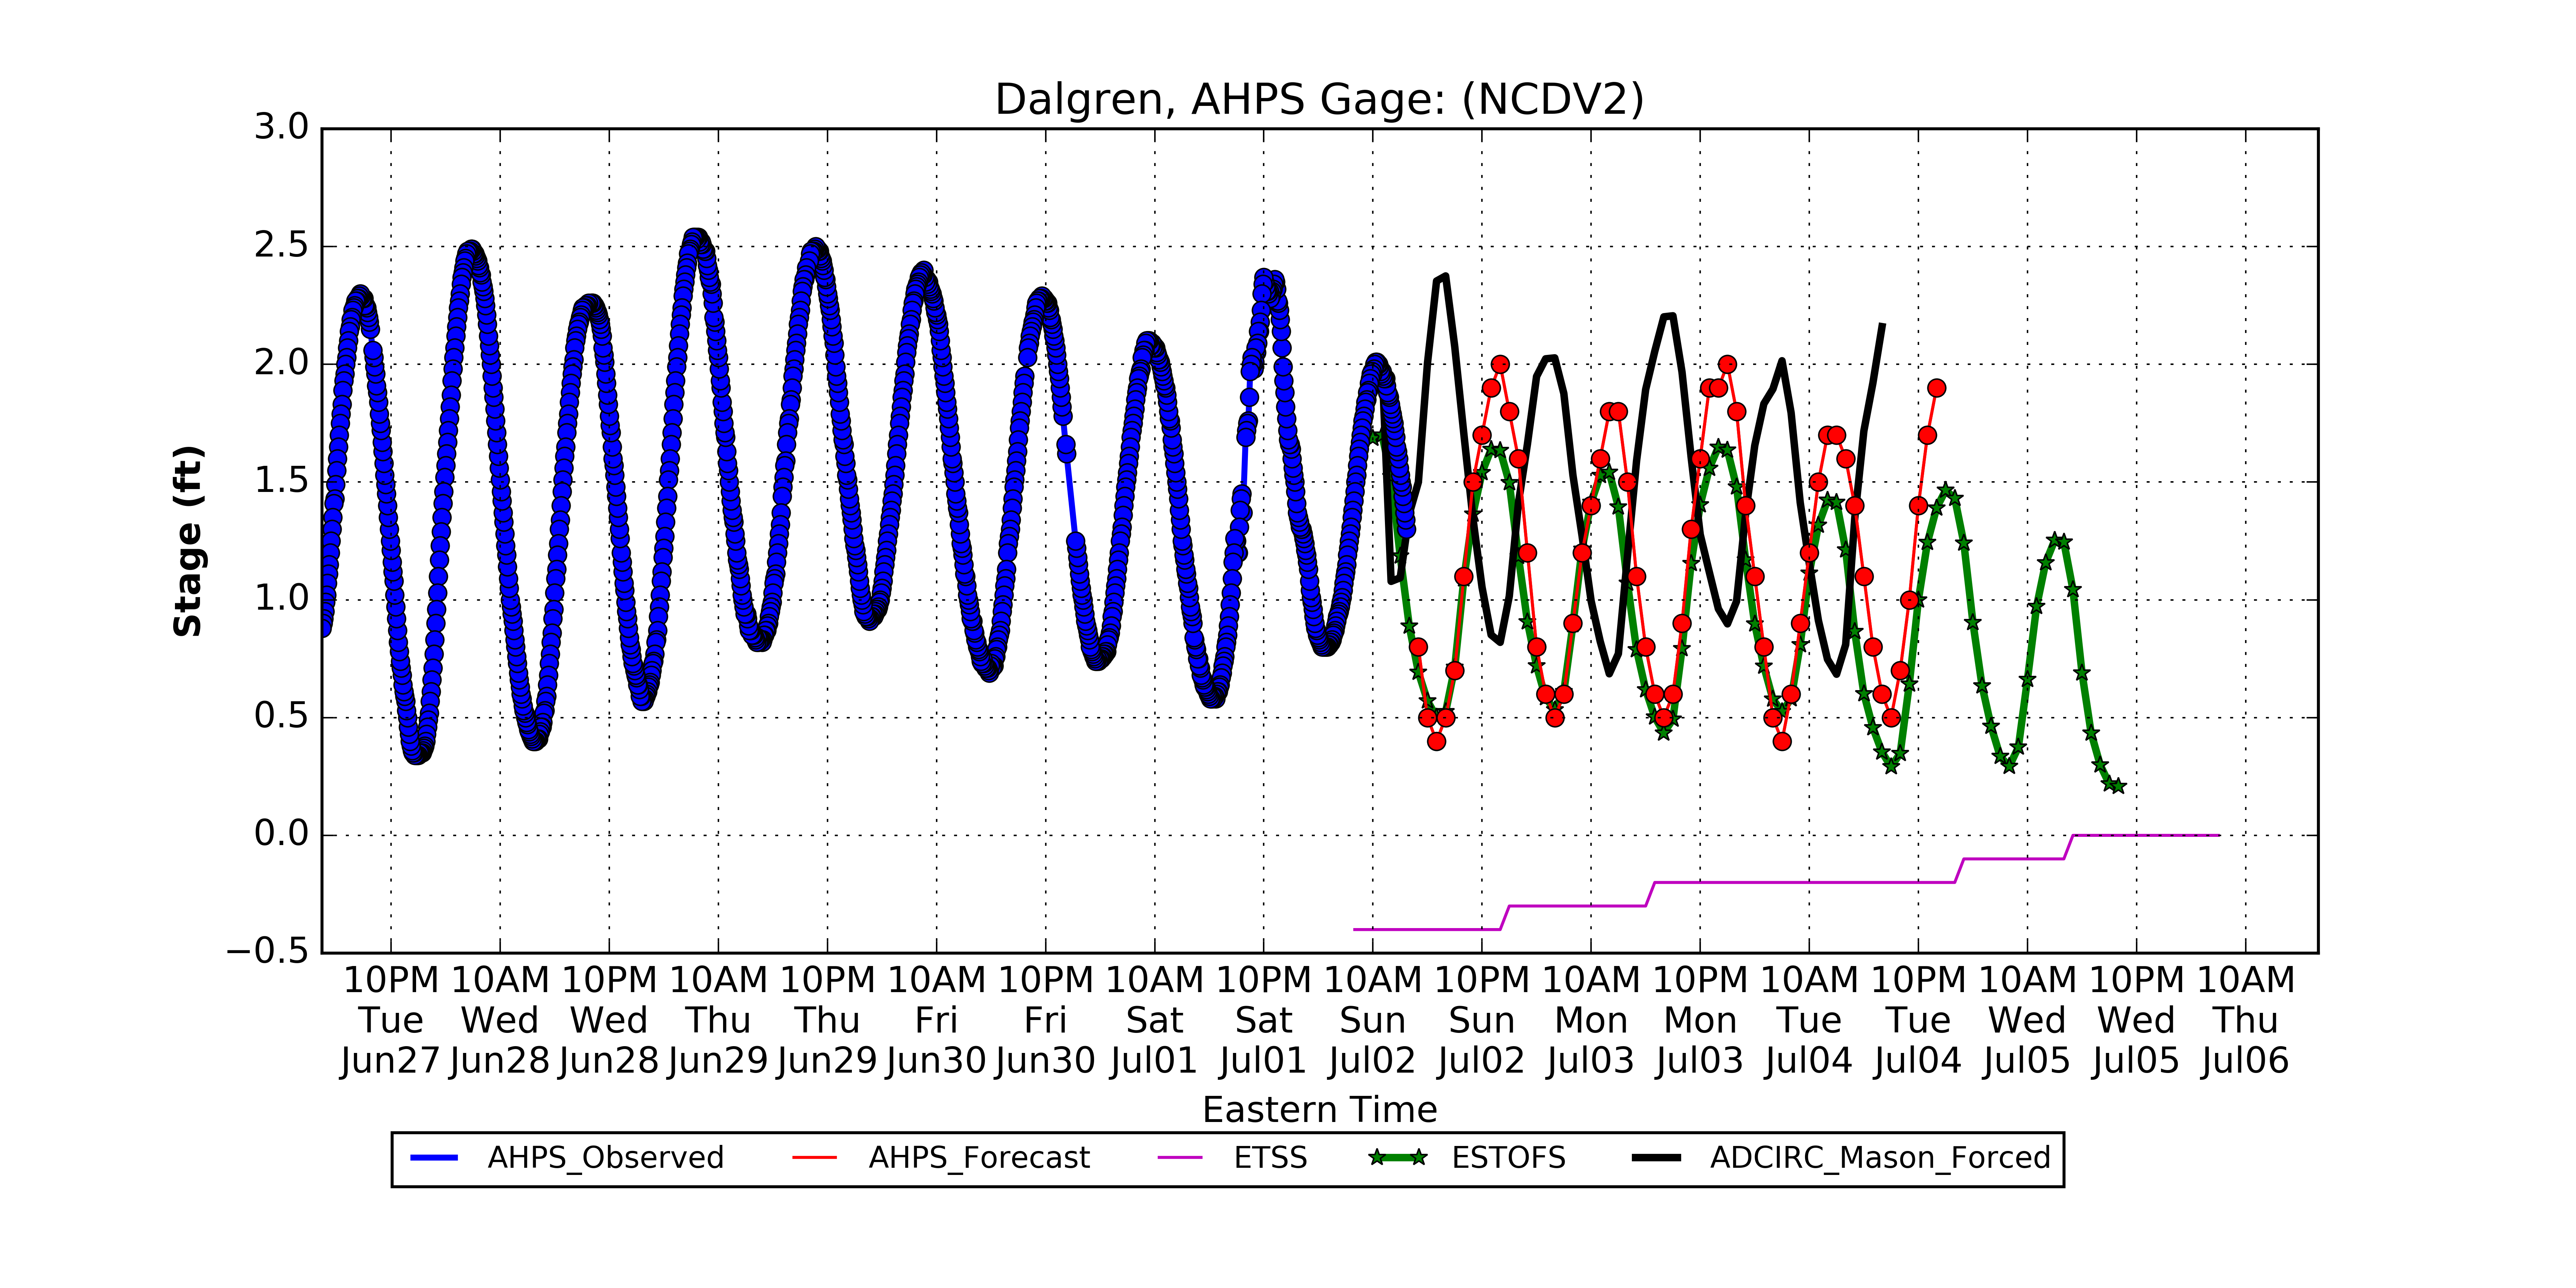 Dalgren, AHPS Gage: (NCDV2)
3.0
2.5
2.0
1.5
1.0
0.5
0.0
−0.5
Stage (ft)
10PM 10AM 10PM 10AM 10PM 10AM 10PM 10AM 10PM 10AM 10PM 10AM 10PM 10AM 10PM 10AM 10PM 10AM
Tue Wed Wed Thu Thu Fri Fri Sat Sat Sun Sun Mon Mon Tue Tue Wed Wed Thu
Jun27 Jun28 Jun28 Jun29 Jun29 Jun30 Jun30 Jul01 Jul01 Jul02 Jul02 Jul03 Jul03 Jul04 Jul04 Jul05 Jul05 Jul06
Eastern Time
AHPS_Observed AHPS_Forecast ETSS ESTOFS ADCIRC_Mason_Forced